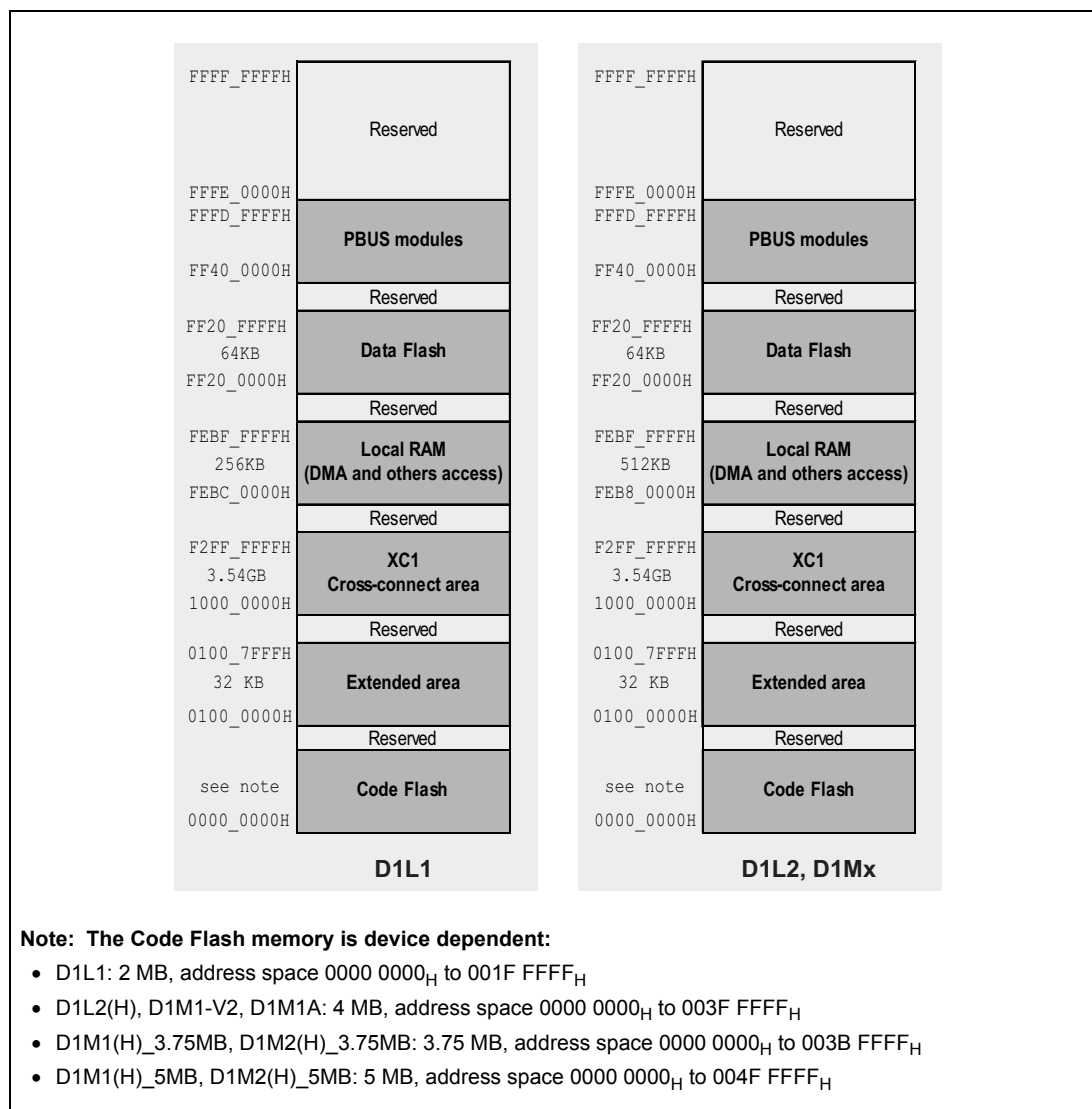 FFFF_FFFFH
Reserved
FFFE_0000H
FFFD_FFFFH
PBUS modules
FF40_0000H
Reserved
FF20_FFFFH
64KB
Data Flash
FF20_0000H
Reserved
FEBF_FFFFH
Local RAM
256KB
(DMA and others access)
FEBC_0000H
Reserved
F2FF_FFFFH
XC1
3.54GB
Cross-connect area
1000_0000H
Reserved
0100_7FFFH
32 KB
Extended area
0100_0000H
Reserved
see note
Code Flash
0000_0000H
D1L1
FFFF_FFFFH
Reserved
FFFE_0000H
FFFD_FFFFH
PBUS modules
FF40_0000H
Reserved
FF20_FFFFH
64KB
Data Flash
FF20_0000H
Reserved
FEBF_FFFFH
Local RAM
512KB
(DMA and others access)
FEB8_0000H
Reserved
F2FF_FFFFH
XC1
3.54GB
Cross-connect area
1000_0000H
Reserved
0100_7FFFH
32 KB
Extended area
0100_0000H
Reserved
see note
Code Flash
0000_0000H
D1L2, D1Mx
Note: The Code Flash memory is device dependent:
• D1L1: 2 MB, address space 0000 0000H to 001F FFFFH
• D1L2(H), D1M1-V2, D1M1A: 4 MB, address space 0000 0000H to 003F FFFFH
• D1M1(H)_3.75MB, D1M2(H)_3.75MB: 3.75 MB, address space 0000 0000H to 003B FFFFH
• D1M1(H)_5MB, D1M2(H)_5MB: 5 MB, address space 0000 0000H to 004F FFFFH